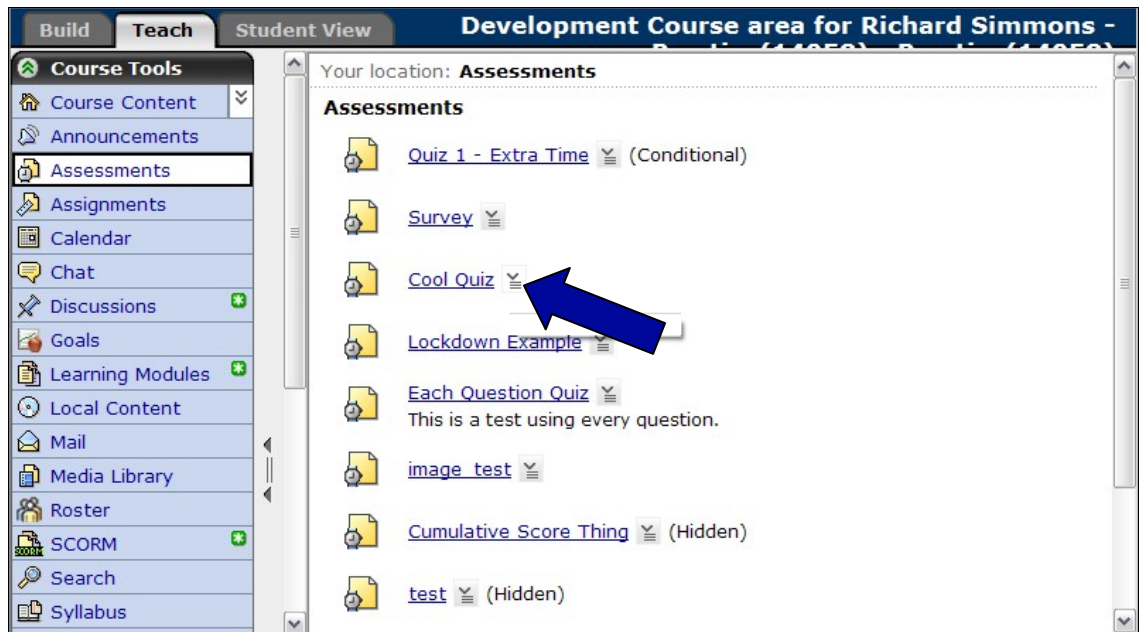 Build Teach Student View
Development Course area for Richard Simmons -
Course Tools
Course Content
Announcements
Assessments
Assignments
Calendar
Chat
Discussions
Goals
Learning Modules
Local Content
Mail
Media Library
Roster
SCORM
Search
Syllabus
Your location: Assessments
Assessments
Quiz 1 - Extra Time (Conditional)
Survey
Cool Quiz
Lockdown Example
Each Question Quiz
This is a test using every question.
image_test
Cumulative Score Thing (Hidden)
test (Hidden)